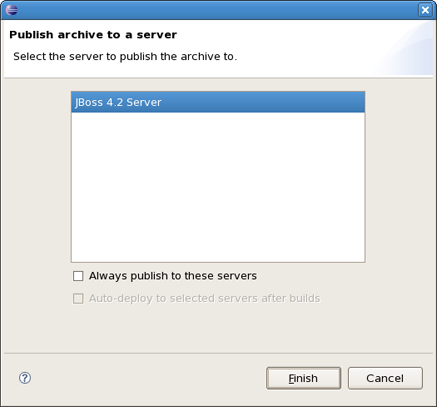 Publish archive to a server
Select the server to publish the archive to.
JBoss 4.2 Server
Always publish to these servers
Auto-deploy to selected servers after builds
?
Finish
Cancel